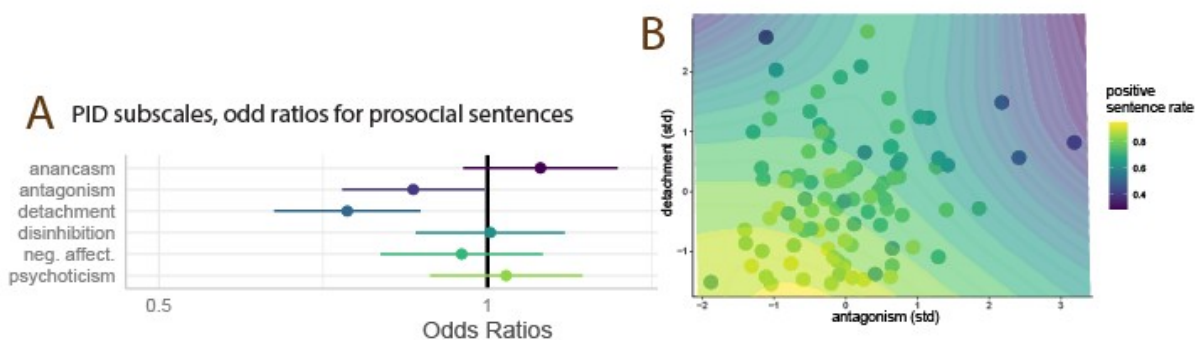 A PID subscales, odd ratios for prosocial sentences
anancasm
antagonism
detachment
disinhibition
neg. affect.
psychoticism
0.5 1
Odds Ratios
B
detachment (std)
2
1
0
−1
−2 −1 0 1 2 3
antagonism (std)
positive
sentence rate
0.8
0.6
0.4